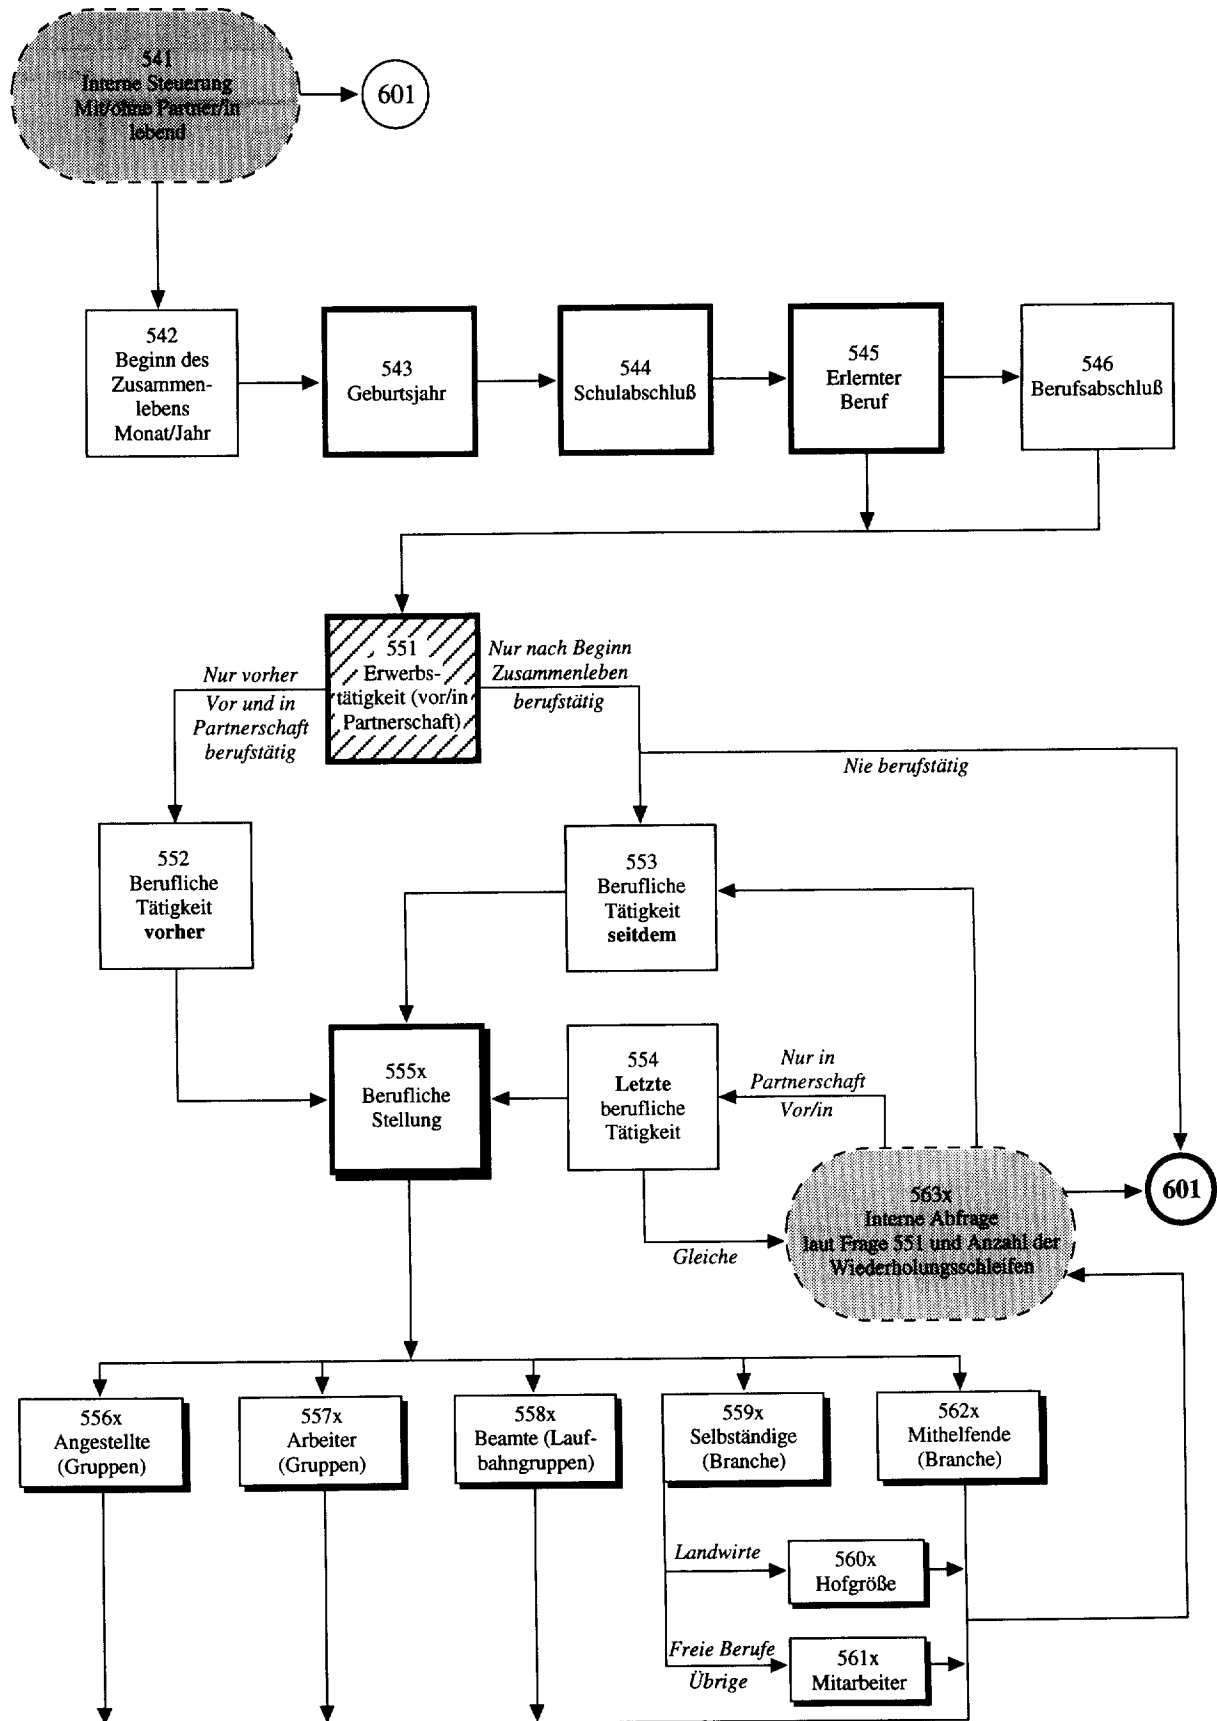 541
Interne Steuerung
Mit/ohne Partner/in
lebend
601
542
Beginn des
Zusammen-
lebens
Monat/Jahr
543
Geburtsjahr
544
Schulabschluß
545
Erlernter
Beruf
546
Berufsabschluß
551
Erwerbs-
tätigkeit (vor/in
Partnerschaft)
Nur vorher
Vor und in
Partnerschaft
berufstätig
Nur nach Beginn
Zusammenleben
berufstätig
Nie berufstätig
552
Berufliche
Tätigkeit
vorher
553
Berufliche
Tätigkeit
seitdem
555x
Berufliche
Stellung
554
Letzte
berufliche
Tätigkeit
Nur in
Partnerschaft
Vor/in
Gleiche
563x
Interne Abfrage
laut Frage 551 und Anzahl der
Wiederholungsschleifen
601
556x
Angestellte
(Gruppen)
557x
Arbeiter
(Gruppen)
558x
Beamte (Lauf-
bahngruppen)
559x
Selbständige
(Branche)
562x
Mithelfende
(Branche)
Landwirte
560x
Hofgröße
Freie Berufe
Übrige
561x
Mitarbeiter